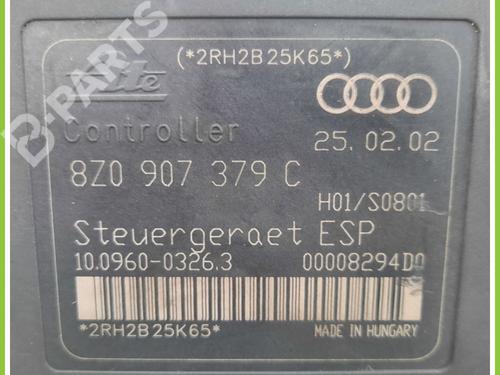 (*2RH2B25K65*)
B-PARTS
Ate
Controller
25.02.02
8Z0 907 379 C
H01/S0801
Steuergeraet ESP
10.0960-0326.3 00008294D0
*2RH2B25K65*
MADE IN HUNGARY